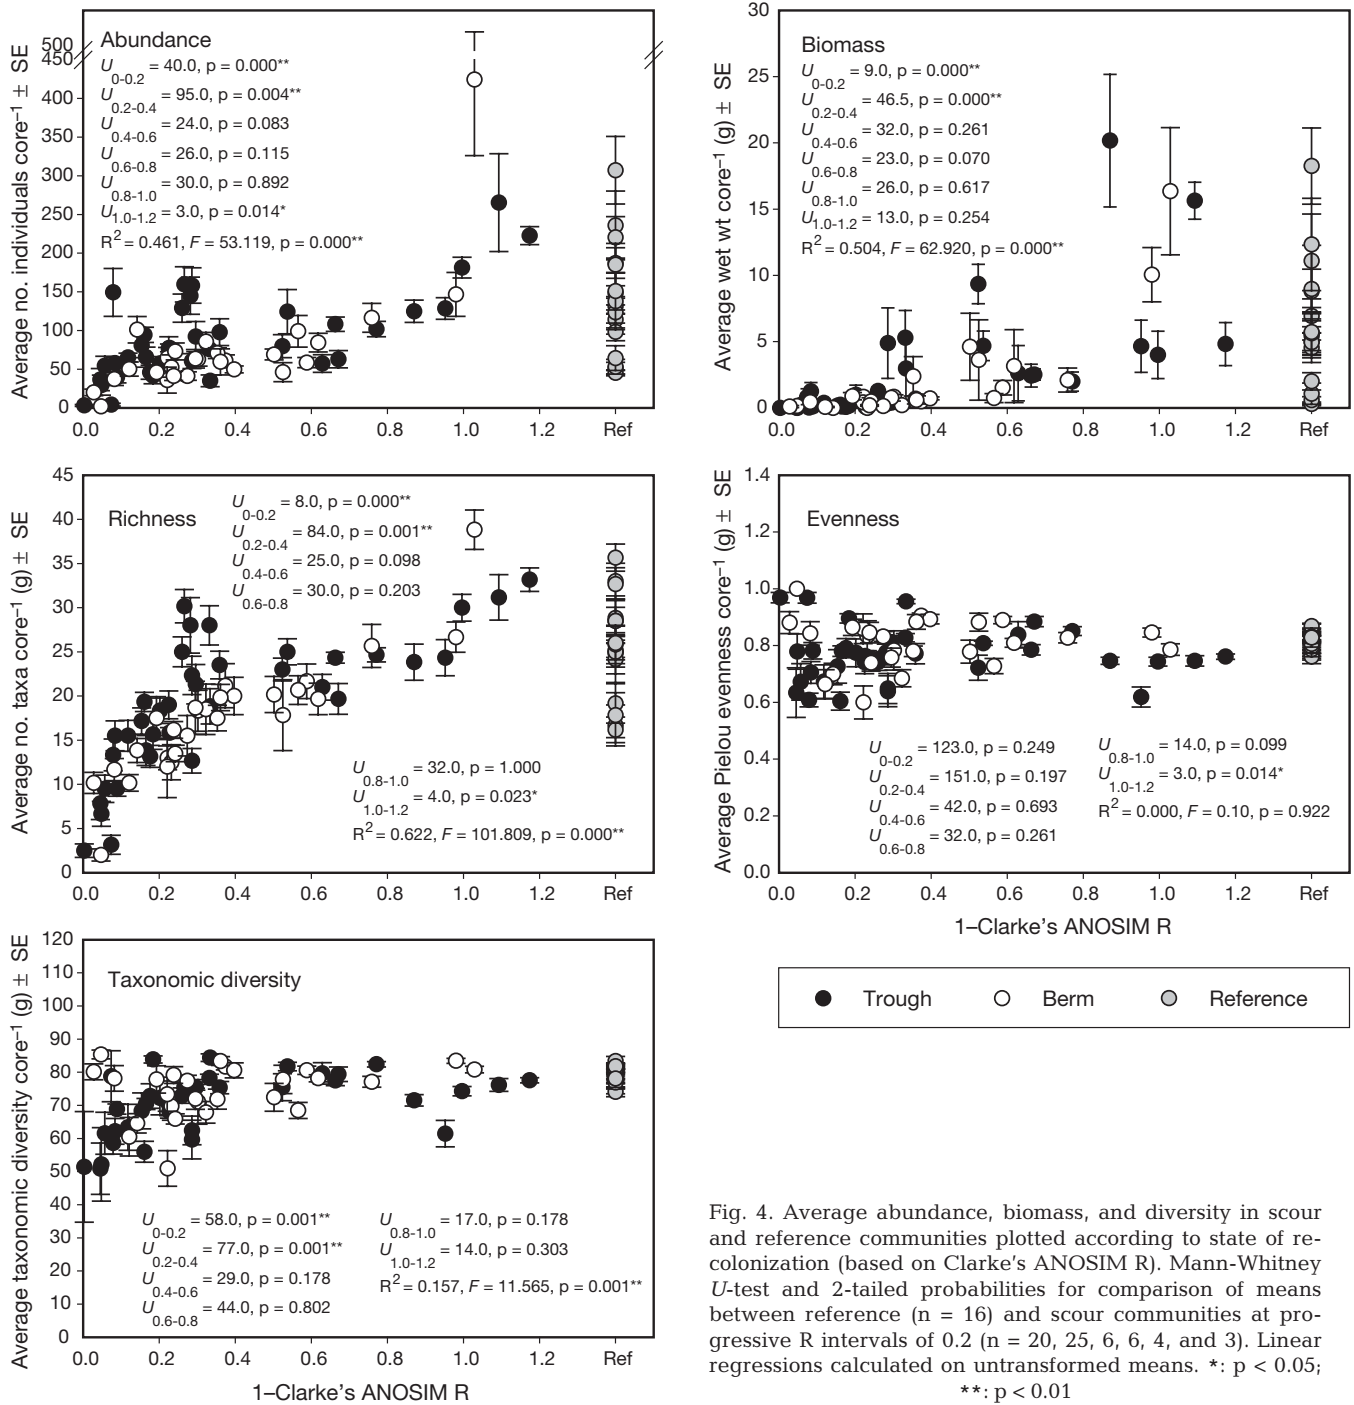 Abundance
U0-0.2 = 40.0, p = 0.000**
U0.2-0.4 = 95.0, p = 0.004**
U0.4-0.6 = 24.0, p = 0.083
U0.6-0.8 = 26.0, p = 0.115
U0.8-1.0 = 30.0, p = 0.892
U1.0-1.2 = 3.0, p = 0.014*
R2 = 0.461, F = 53.119, p = 0.000**
Average no. individuals core–1 ± SE
500
450
400
350
300
250
200
150
100
50
0
0.0 0.2 0.4 0.6 0.8 1.0 1.2 Ref
Biomass
U0-0.2 = 9.0, p = 0.000**
U0.2-0.4 = 46.5, p = 0.000**
U0.4-0.6 = 32.0, p = 0.261
U0.6-0.8 = 23.0, p = 0.070
U0.8-1.0 = 26.0, p = 0.617
U1.0-1.2 = 13.0, p = 0.254
R2 = 0.504, F = 62.920, p = 0.000**
Average wet wt core–1 (g) ± SE
30
25
20
15
10
5
0
0.0 0.2 0.4 0.6 0.8 1.0 1.2 Ref
Richness
U0-0.2 = 8.0, p = 0.000**
U0.2-0.4 = 84.0, p = 0.001**
U0.4-0.6 = 25.0, p = 0.098
U0.6-0.8 = 30.0, p = 0.203
U0.8-1.0 = 32.0, p = 1.000
U1.0-1.2 = 4.0, p = 0.023*
R2 = 0.622, F = 101.809, p = 0.000**
Average no. taxa core–1 (g) ± SE
45
40
35
30
25
20
15
10
5
0
0.0 0.2 0.4 0.6 0.8 1.0 1.2 Ref
Evenness
U0-0.2 = 123.0, p = 0.249
U0.2-0.4 = 151.0, p = 0.197
U0.4-0.6 = 42.0, p = 0.693
U0.6-0.8 = 32.0, p = 0.261
U0.8-1.0 = 14.0, p = 0.099
U1.0-1.2 = 3.0, p = 0.014*
R2 = 0.000, F = 0.10, p = 0.922
Average Pielou evenness core–1 (g) ± SE
1.4
1.2
1.0
0.8
0.6
0.4
0.2
0.0
0.0 0.2 0.4 0.6 0.8 1.0 1.2 Ref
1–Clarke's ANOSIM R
Trough Berm Reference
Taxonomic diversity
U0-0.2 = 58.0, p = 0.001**
U0.2-0.4 = 77.0, p = 0.001**
U0.4-0.6 = 29.0, p = 0.178
U0.6-0.8 = 44.0, p = 0.802
U0.8-1.0 = 17.0, p = 0.178
U1.0-1.2 = 14.0, p = 0.303
R2 = 0.157, F = 11.565, p = 0.001**
Average taxonomic diversity core–1 (g) ± SE
120
110
100
90
80
70
60
50
40
30
20
10
0
0.0 0.2 0.4 0.6 0.8 1.0 1.2 Ref
1–Clarke's ANOSIM R
Fig. 4. Average abundance, biomass, and diversity in scour
and reference communities plotted according to state of re-
colonization (based on Clarke's ANOSIM R). Mann-Whitney
U-test and 2-tailed probabilities for comparison of means
between reference (n = 16) and scour communities at pro-
gressive R intervals of 0.2 (n = 20, 25, 6, 6, 4, and 3). Linear
regressions calculated on untransformed means. *: p < 0.05;
**: p < 0.01